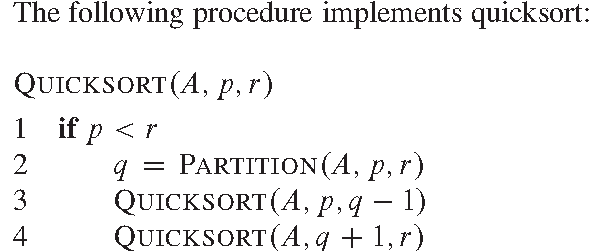 The following procedure implements quicksort:
QUICKSORT(A, p, r)
1 if p < r
2 q = PARTITION(A, p, r)
3 QUICKSORT(A, p, q − 1)
4 QUICKSORT(A, q + 1, r)